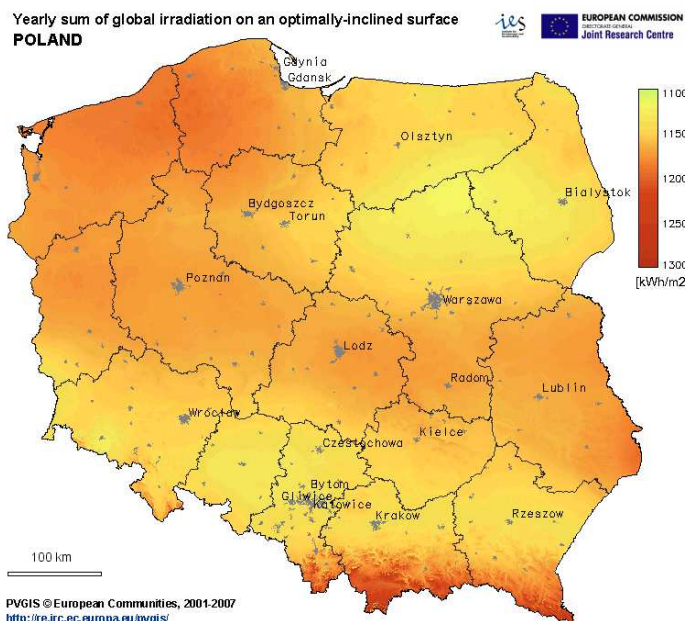 Yearly sum of global irradiation on an optimally-inclined surface
POLAND
ies
EUROPEAN COMMISSION
DIRECTORATE GENERAL
Joint Research Centre
Gdynia
Gdansk
Olsztyn
Bialystok
Bydgoszcz
Torun
Poznan
Warszawa
Lodz
Radom
Lublin
Wroclaw
Kielce
Czestochowa
Bytom
Gliwice
Katowice
Krakow
Rzeszow
1100
1150
1200
1250
1300
[kWh/m2
100 km
PVGIS © European Communities, 2001-2007
http://re.jrc.ec.europa.eu/pvgis/